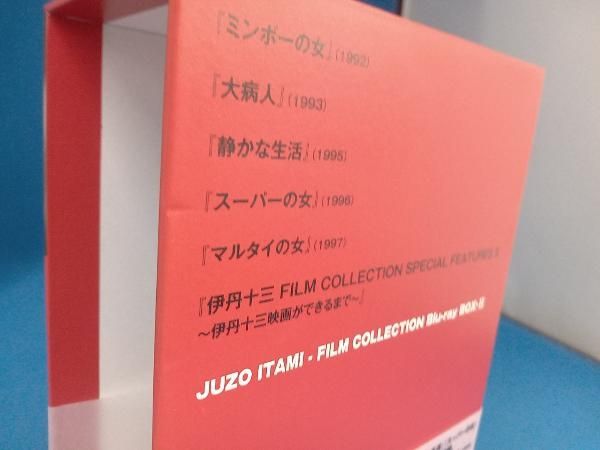 『ミンボーの女』(1992)
『大病人』(1993)
『静かな生活』(1995)
『スーパーの女』(1996)
『マルタイの女』(1997)
『伊丹十三 FILM COLLECTION SPECIAL FEATURES II
～伊丹十三映画ができるまで～』
JUZO ITAMI - FILM COLLECTION Blu-ray BOX-II